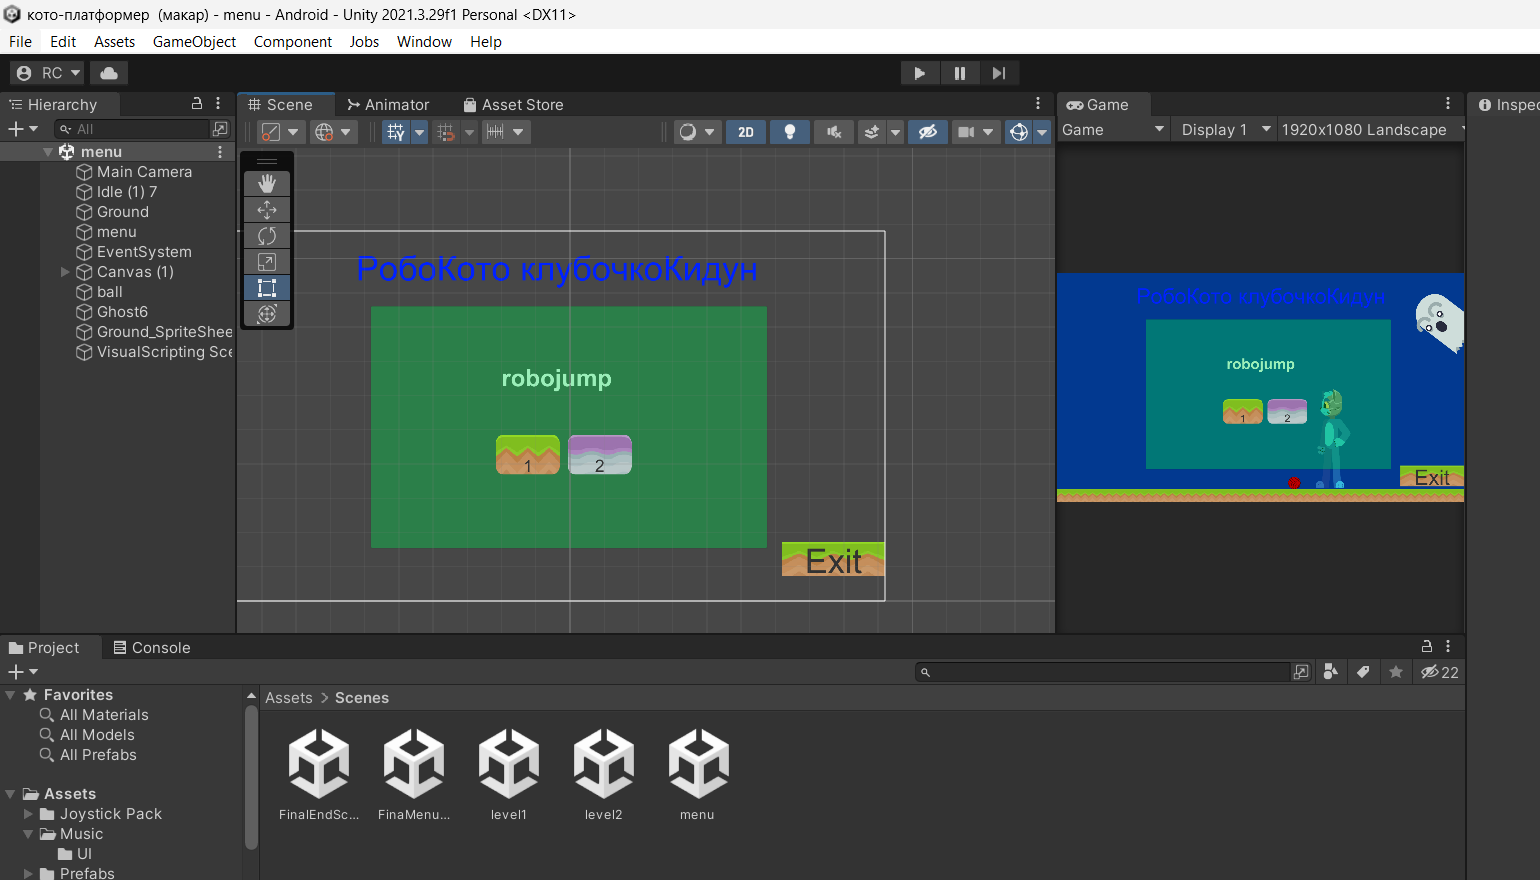 кото-платформер (макар) - menu - Android - Unity 2021.3.29f1 Personal <DX11>
File Edit Assets GameObject Component Jobs Window Help
RC
Hierarchy
All
menu
Main Camera
Idle (1) 7
Ground
menu
EventSystem
Canvas (1)
ball
Ghost6
Ground_SpriteShee
VisualScripting Sce
Scene Animator Asset Store
2D
РобоКото клубочкоКидун
robojump
1 2
Exit
Game
Game Display 1 1920x1080 Landscape
РобоКото клубочкоКидун
robojump
1 2
Exit
Inspec
Project Console
22
Favorites
All Materials
All Models
All Prefabs
Assets
Joystick Pack
Music
UI
Prefabs
Assets > Scenes
FinalEndSc... FinaMenu... level1 level2 menu